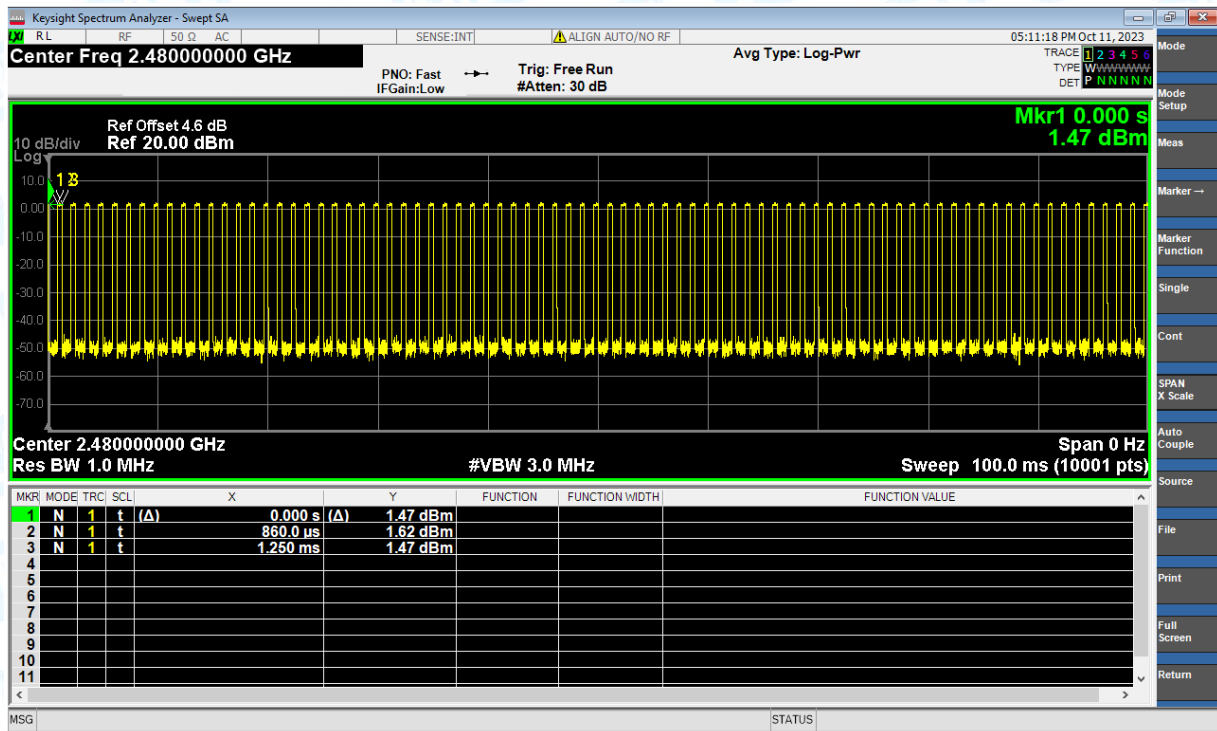 Keysight Spectrum Analyzer - Swept SA
LXI RL RF 50 Ω AC SENSE:INT ALIGN AUTO/NO RF 05:11:18 PM Oct 11, 2023
Center Freq 2.480000000 GHz Avg Type: Log-Pwr TRACE 1 2 3 4 5 6
PNO: Fast Trig: Free Run TYPE WWWWWW
IFGain:Low #Atten: 30 dB DET P N N N N N
Mode
Mode Setup
Meas
Marker →
Marker Function
Single
Cont
SPAN X Scale
Auto Couple
Source
File
Print
Full Screen
Return
Ref Offset 4.6 dB Mkr1 0.000 s
10 dB/div Ref 20.00 dBm 1.47 dBm
Log
10.0
0.00
-10.0
-20.0
-30.0
-40.0
-50.0
-60.0
-70.0
1 2 3
Center 2.480000000 GHz Span 0 Hz
Res BW 1.0 MHz #VBW 3.0 MHz Sweep 100.0 ms (10001 pts)
MKR MODE TRC SCL X Y FUNCTION FUNCTION WIDTH FUNCTION VALUE
1 N 1 t (Δ) 0.000 s (Δ) 1.47 dBm
2 N 1 t 860.0 µs 1.62 dBm
3 N 1 t 1.250 ms 1.47 dBm
4
5
6
7
8
9
10
11
MSG STATUS